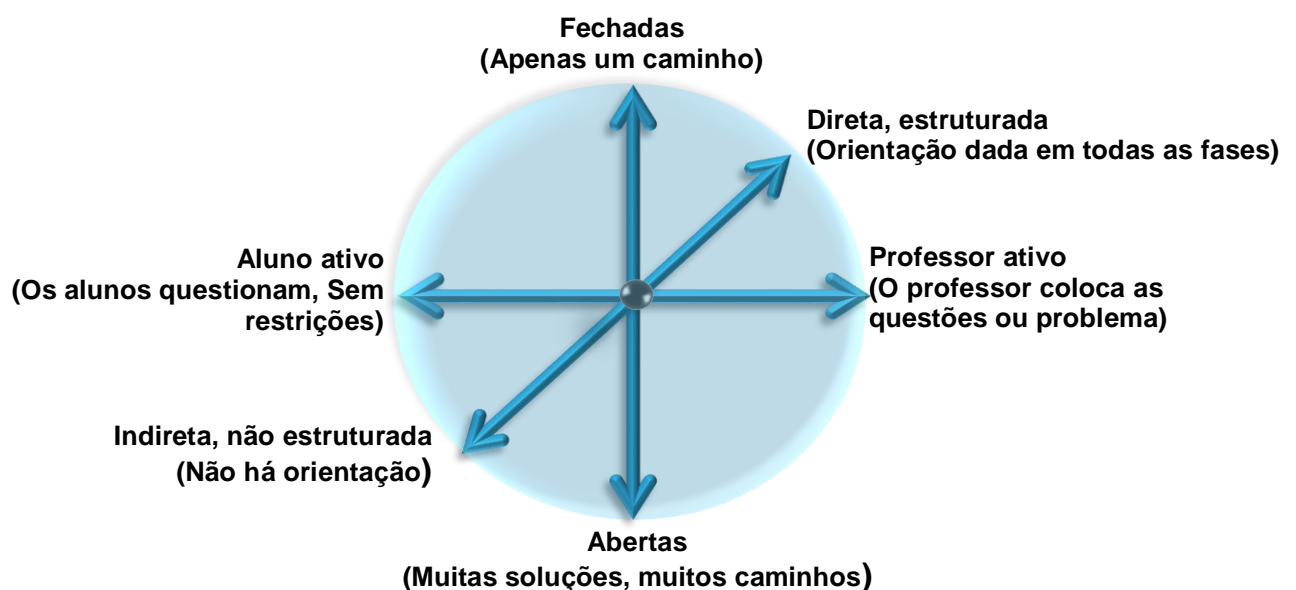 Fechadas
(Apenas um caminho)
Direta, estruturada
(Orientação dada em todas as fases)
Aluno ativo
(Os alunos questionam, Sem
restrições)
Professor ativo
(O professor coloca as
questões ou problema)
Indireta, não estruturada
(Não há orientação)
Abertas
(Muitas soluções, muitos caminhos)